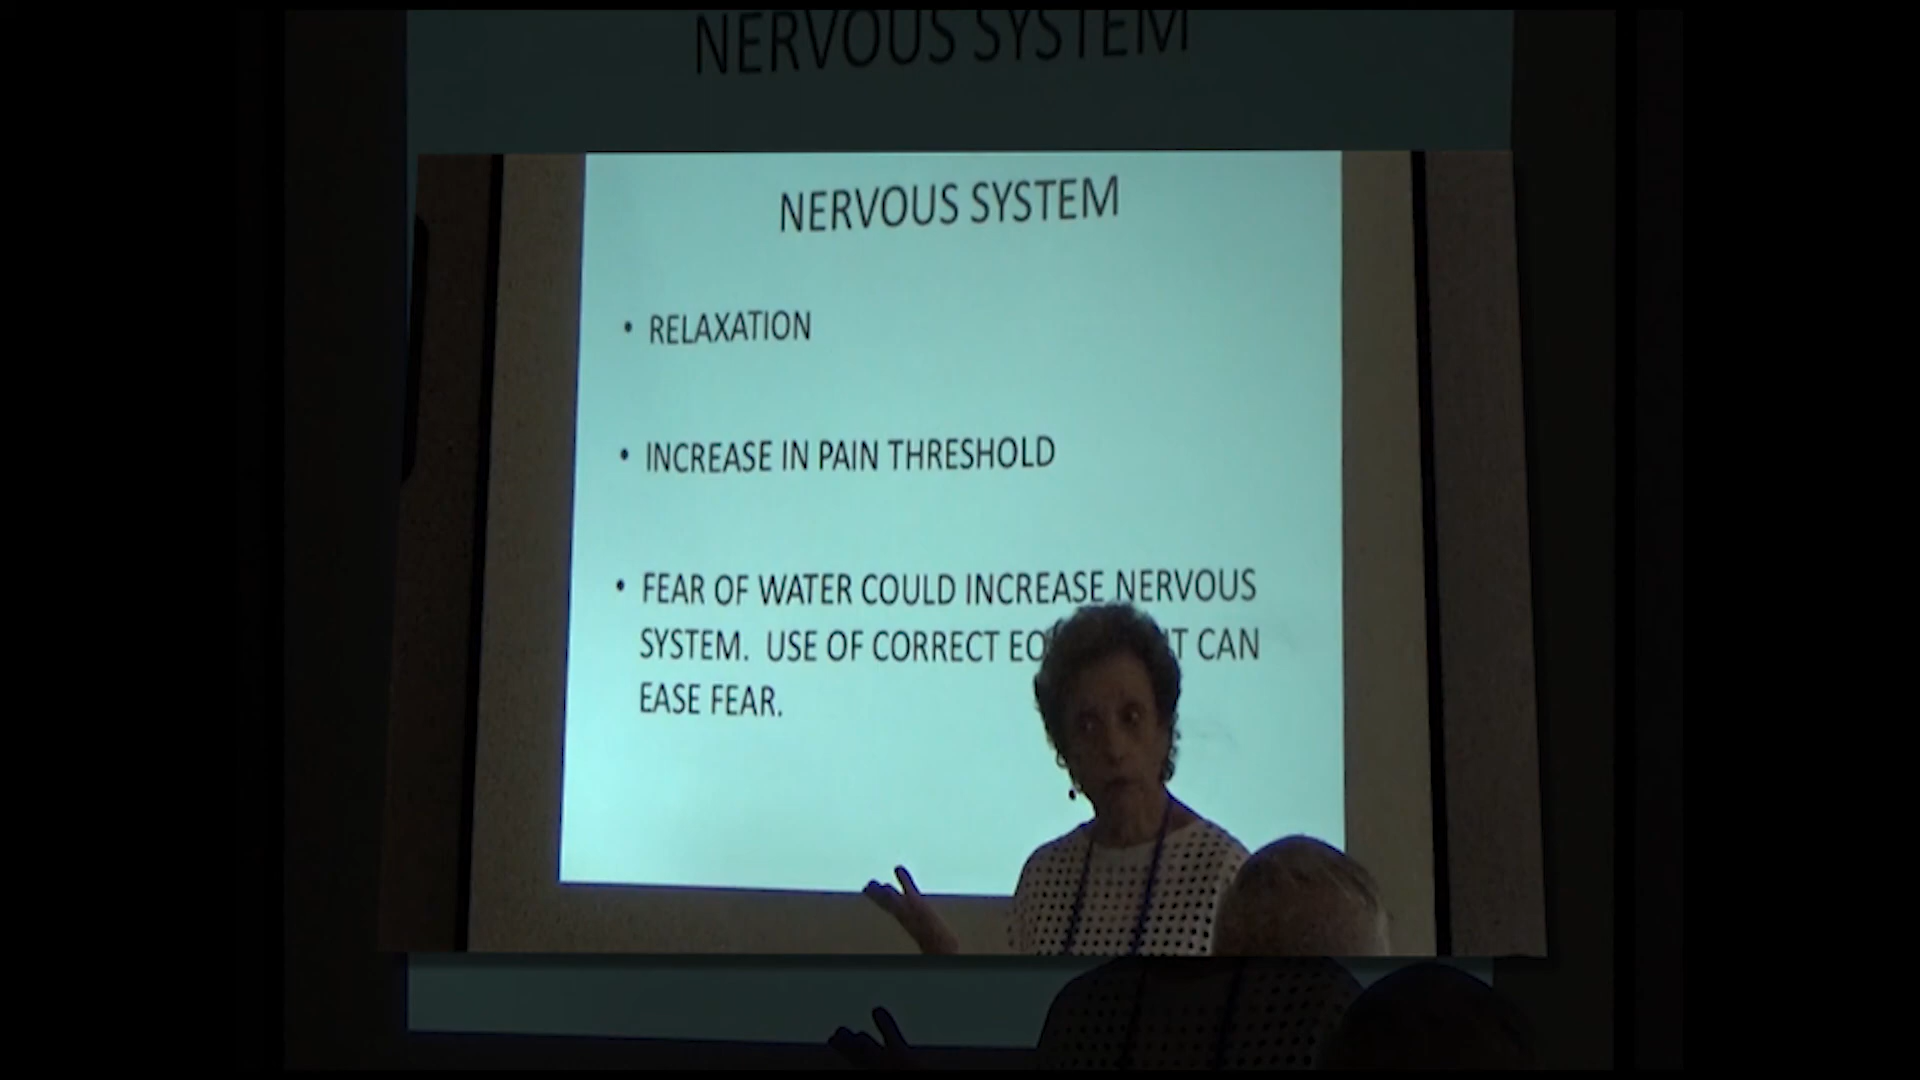 NERVOUS SYSTEM
NERVOUS SYSTEM
• RELAXATION
• INCREASE IN PAIN THRESHOLD
• FEAR OF WATER COULD INCREASE NERVOUS
SYSTEM. USE OF CORRECT CAN
EASE FEAR.